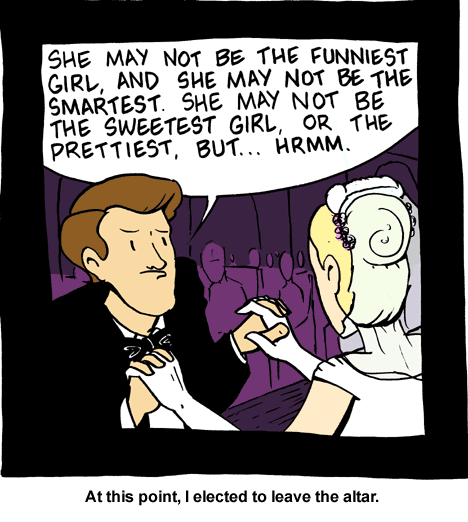 SHE MAY NOT BE THE FUNNIEST
GIRL, AND SHE MAY NOT BE THE
SMARTEST. SHE MAY NOT BE
THE SWEETEST GIRL, OR THE
PRETTIEST, BUT... HRMM.
At this point, I elected to leave the altar.